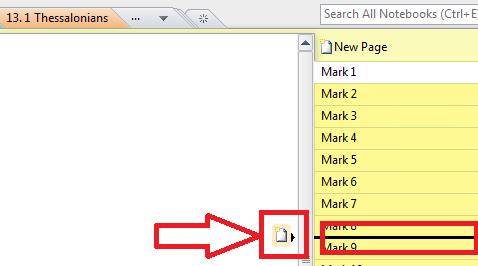 13. 1 Thessalonians
...
Search All Notebooks (Ctrl+E
New Page
Mark 1
Mark 2
Mark 3
Mark 4
Mark 5
Mark 6
Mark 7
Mark 8
Mark 9